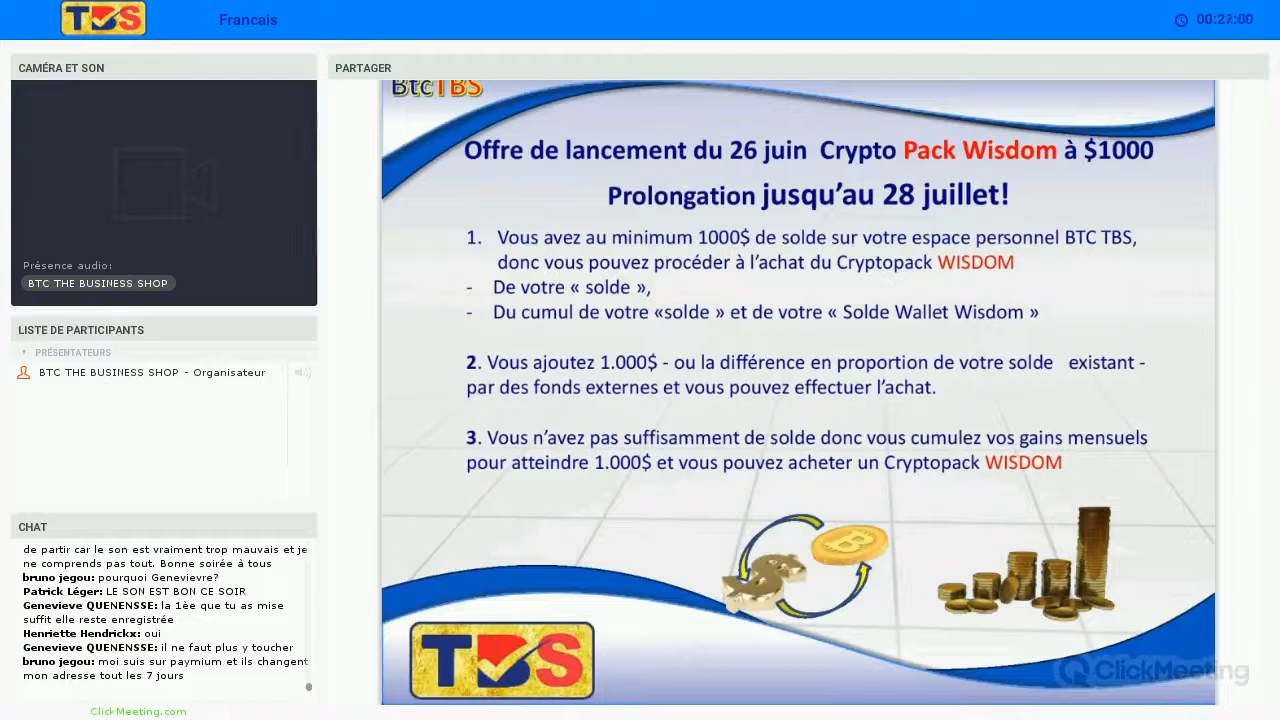 TBS
Francais
00:27:00
CAMÉRA ET SON
Présence audio:
BTC THE BUSINESS SHOP
LISTE DE PARTICIPANTS
PRÉSENTATEURS
BTC THE BUSINESS SHOP - Organisateur
CHAT
de partir car le son est vraiment trop mauvais et je
ne comprends pas tout. Bonne soirée à tous
bruno jegou: pourquoi Genevievre?
Patrick Léger: LE SON EST BON CE SOIR
Genevieve QUENENSSE: la 1èe que tu as mise
suffit elle reste enregistrée
Henriette Hendrickx: oui
Genevieve QUENENSSE: il ne faut plus y toucher
bruno jegou: moi suis sur paymium et ils changent
mon adresse tout les 7 jours
ClickMeeting.com
PARTAGER
BtcTBS
Offre de lancement du 26 juin Crypto Pack Wisdom à $1000
Prolongation jusqu'au 28 juillet!
1. Vous avez au minimum 1000$ de solde sur votre espace personnel BTC TBS,
donc vous pouvez procéder à l'achat du Cryptopack WISDOM
- De votre « solde »,
- Du cumul de votre «solde » et de votre « Solde Wallet Wisdom »
2. Vous ajoutez 1.000$ - ou la différence en proportion de votre solde existant -
par des fonds externes et vous pouvez effectuer l'achat.
3. Vous n'avez pas suffisamment de solde donc vous cumulez vos gains mensuels
pour atteindre 1.000$ et vous pouvez acheter un Cryptopack WISDOM
TBS
ClickMeeting